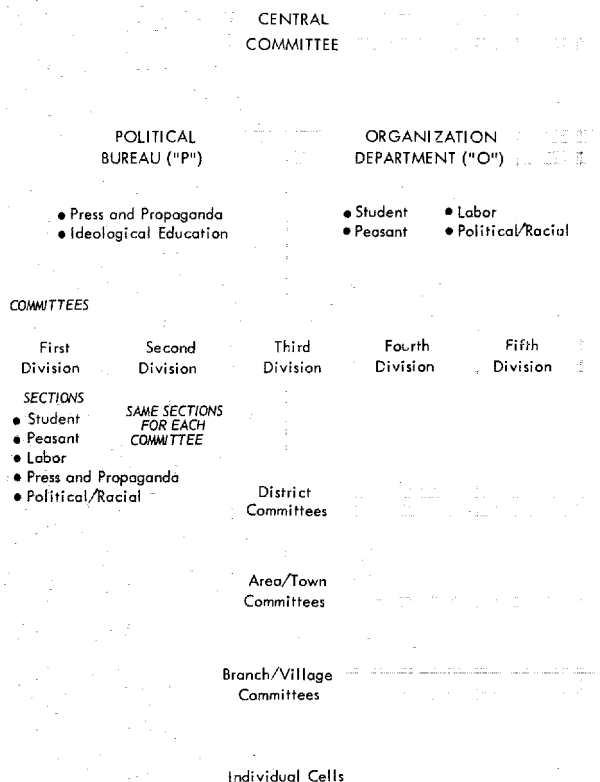 CENTRAL
COMMITTEE
POLITICAL
BUREAU ("P")
• Press and Propaganda
• Ideological Education
ORGANIZATION
DEPARTMENT ("O")
• Student • Labor
• Peasant • Political/Racial
COMMITTEES
First
Division
Second
Division
Third
Division
Fourth
Division
Fifth
Division
SECTIONS
• Student
• Peasant
• Labor
• Press and Propaganda
• Political/Racial
SAME SECTIONS
FOR EACH
COMMITTEE
District
Committees
Area/Town
Committees
Branch/Village
Committees
Individual Cells